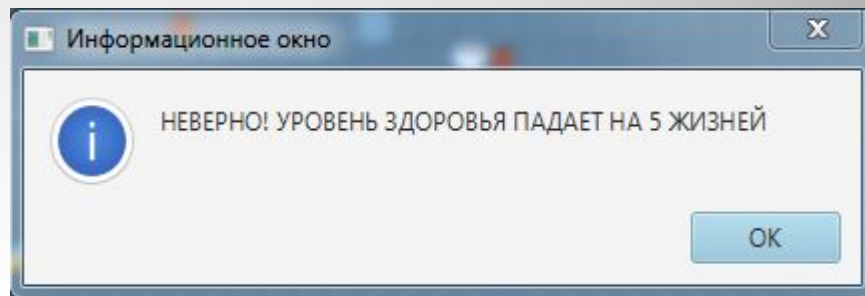 Информационное окно
НЕВЕРНО! УРОВЕНЬ ЗДОРОВЬЯ ПАДАЕТ НА 5 ЖИЗНЕЙ
OK